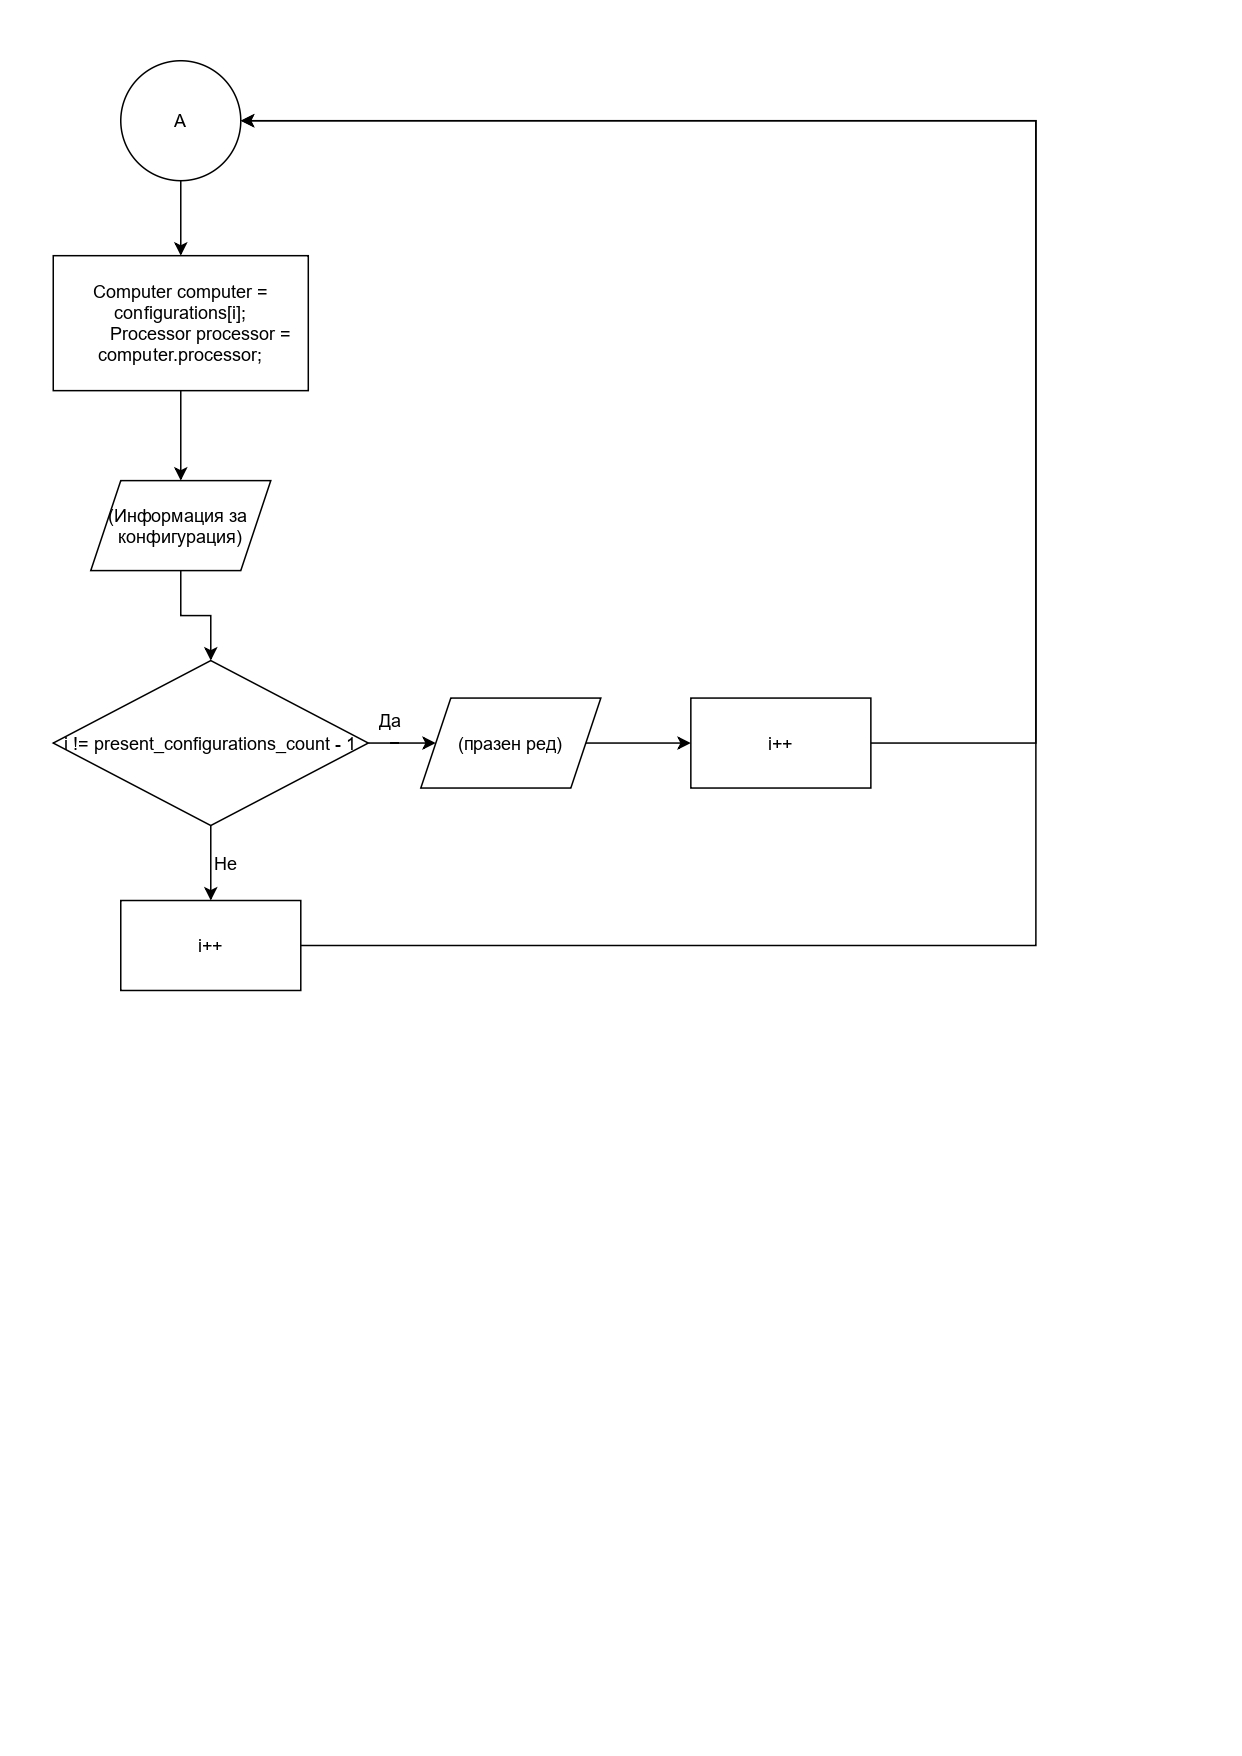 A
Computer computer =
configurations[i];
Processor processor =
computer.processor;
(Информация за
конфигурация)
i != present_configurations_count - 1
Да
(празен ред)
i++
Не
i++